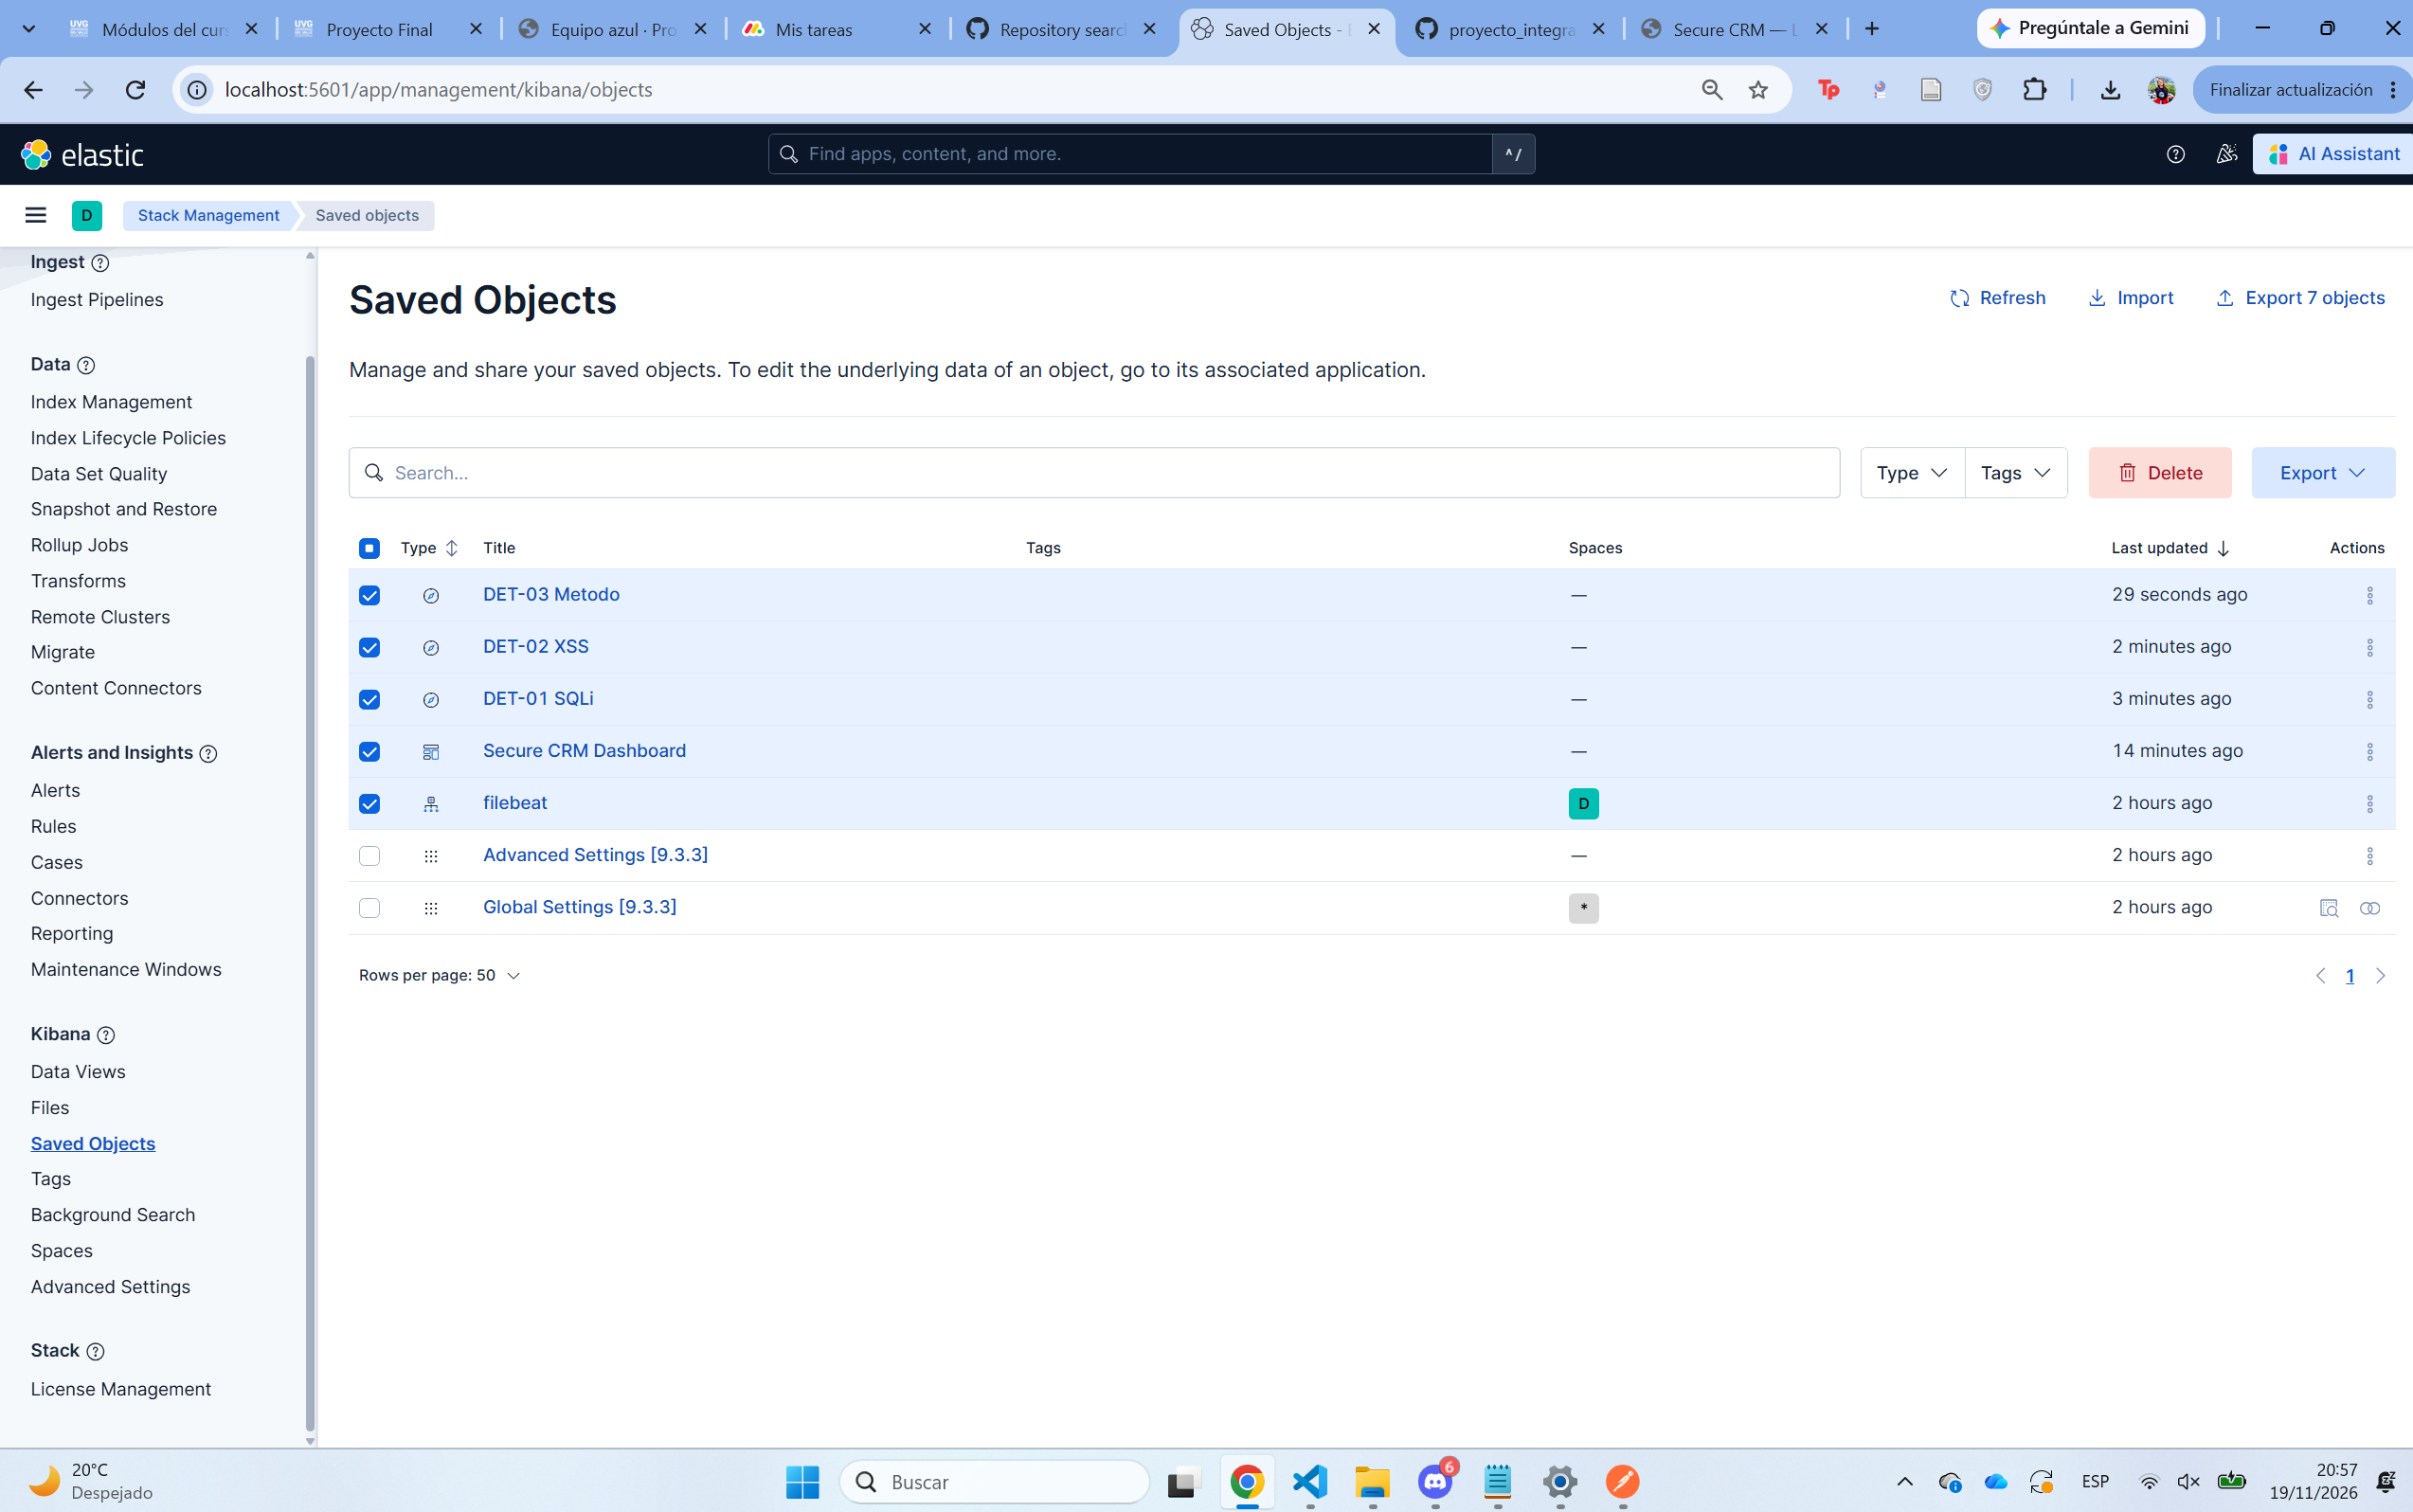 Módulos del curs
Proyecto Final
Equipo azul · Pro
Mis tareas
Repository searc
Saved Objects - E
proyecto_integra
Secure CRM — L
Pregúntale a Gemini
localhost:5601/app/management/kibana/objects
Finalizar actualización
elastic
Find apps, content, and more.
^ /
AI Assistant
D
Stack Management
Saved objects
Ingest
Ingest Pipelines
Data
Index Management
Index Lifecycle Policies
Data Set Quality
Snapshot and Restore
Rollup Jobs
Transforms
Remote Clusters
Migrate
Content Connectors
Alerts and Insights
Alerts
Rules
Cases
Connectors
Reporting
Maintenance Windows
Kibana
Data Views
Files
Saved Objects
Tags
Background Search
Spaces
Advanced Settings
Stack
License Management
Saved Objects
Refresh
Import
Export 7 objects
Manage and share your saved objects. To edit the underlying data of an object, go to its associated application.
Search...
Type
Tags
Delete
Export
Type Title Tags Spaces Last updated Actions
DET-03 Metodo — 29 seconds ago
DET-02 XSS — 2 minutes ago
DET-01 SQLi — 3 minutes ago
Secure CRM Dashboard — 14 minutes ago
filebeat D 2 hours ago
Advanced Settings [9.3.3] — 2 hours ago
Global Settings [9.3.3] * 2 hours ago
Rows per page: 50
1
20°C
Despejado
Buscar
6
ESP
20:57
19/11/2026